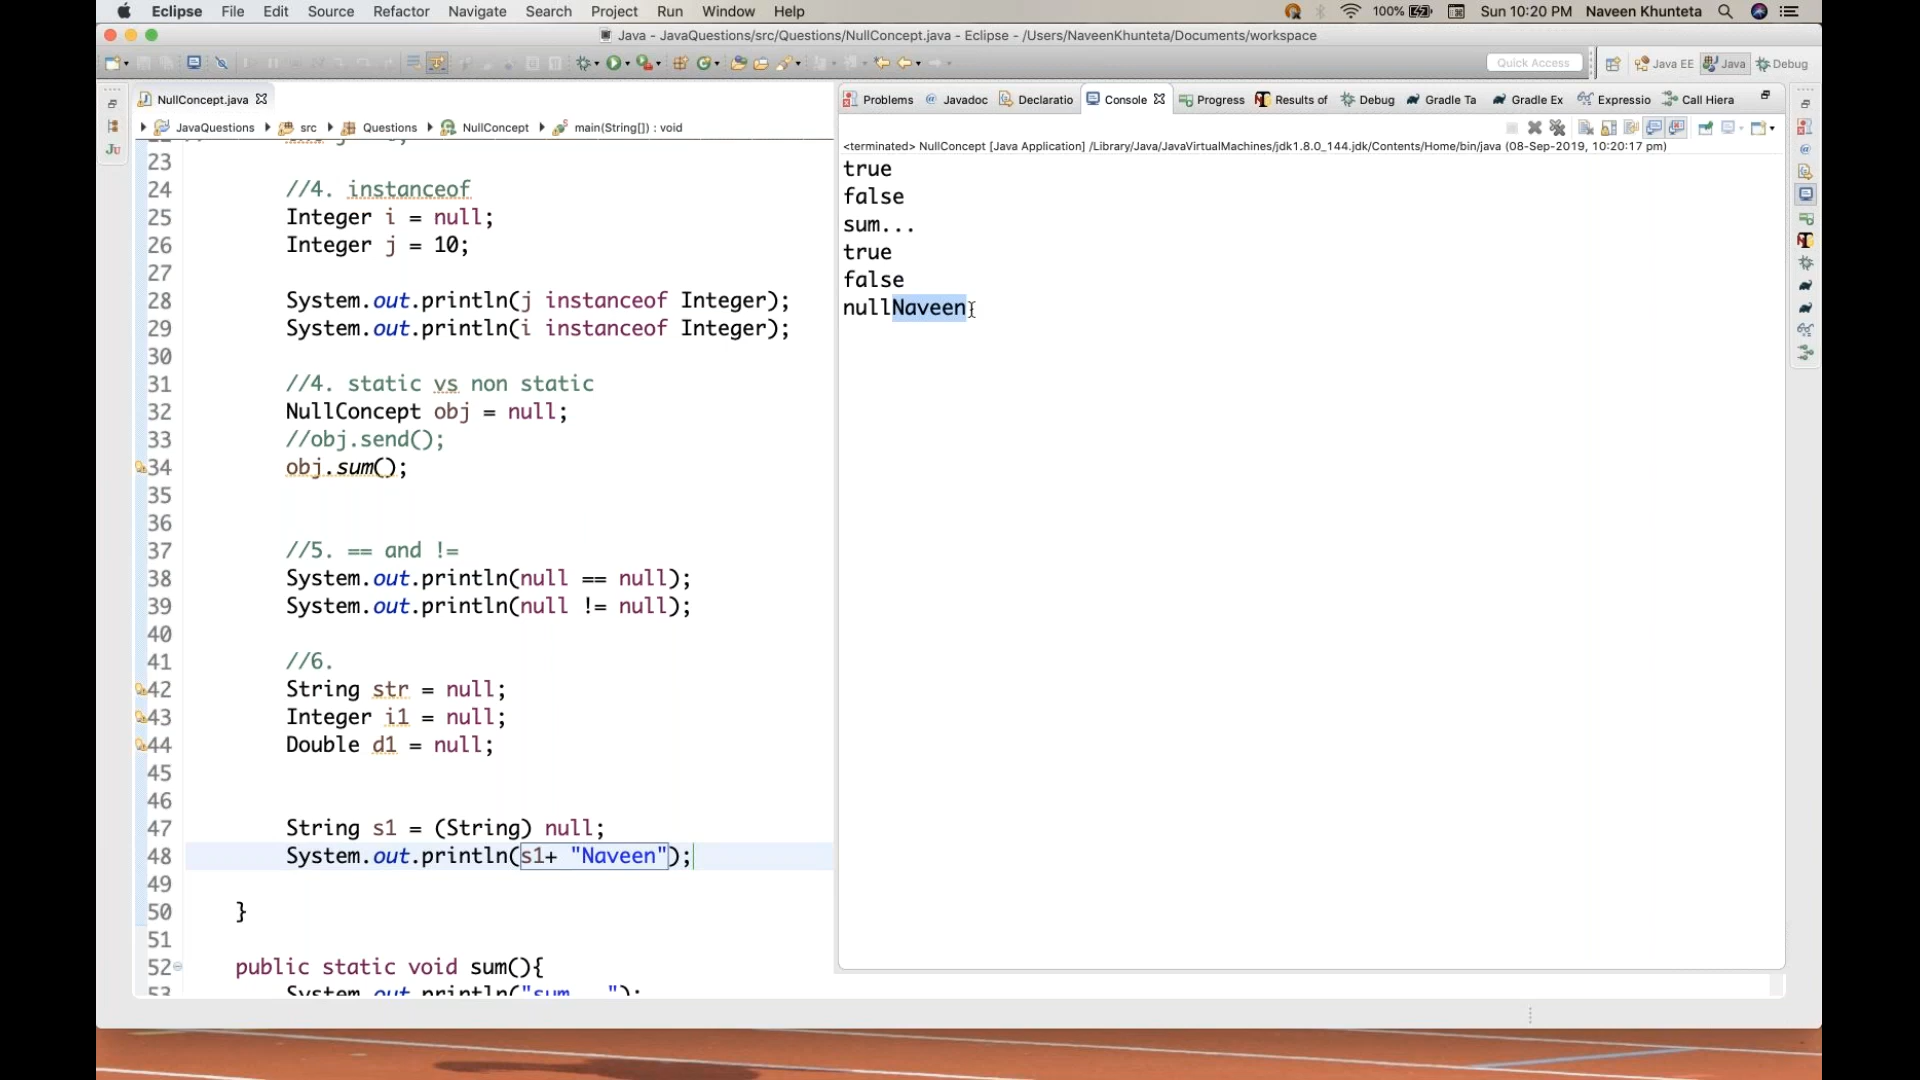 Eclipse File Edit Source Refactor Navigate Search Project Run Window Help 100% Sun 10:20 PM Naveen Khunteta
Java - JavaQuestions/src/Questions/NullConcept.java - Eclipse - /Users/NaveenKhunteta/Documents/workspace
Quick Access Java EE Java Debug
NullConcept.java
JavaQuestions src Questions NullConcept main(String[]) : void
23
24 //4. instanceof
25 Integer i = null;
26 Integer j = 10;
27
28 System.out.println(j instanceof Integer);
29 System.out.println(i instanceof Integer);
30
31 //4. static vs non static
32 NullConcept obj = null;
33 //obj.send();
34 obj.sum();
35
36
37 //5. == and !=
38 System.out.println(null == null);
39 System.out.println(null != null);
40
41 //6.
42 String str = null;
43 Integer i1 = null;
44 Double d1 = null;
45
46
47 String s1 = (String) null;
48 System.out.println(s1+ "Naveen");
49
50 }
51
52 public static void sum(){
53 System.out.println("sum...");
Problems Javadoc Declaratio Console Progress Results of Debug Gradle Ta Gradle Ex Expressio Call Hiera
<terminated> NullConcept [Java Application] /Library/Java/JavaVirtualMachines/jdk1.8.0_144.jdk/Contents/Home/bin/java (08-Sep-2019, 10:20:17 pm)
true
false
sum...
true
false
nullNaveen